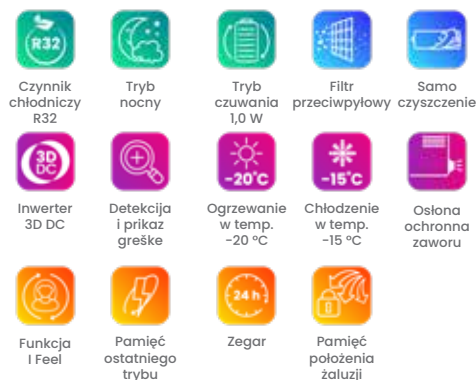 R32
Czynnik
chłodniczy
R32
Tryb
nocny
Tryb
czuwania
1,0 W
Filtr
przeciwpyłowy
Samo
czyszczenie
3D
DC
Inwerter
3D DC
Detekcija
i prikaz
greške
-20°C
Ogrzewanie
w temp.
-20 °C
-15°C
Chłodzenie
w temp.
-15 °C
Osłona
ochronna
zaworu
Funkcja
I Feel
Pamięć
ostatniego
trybu
24 h
Zegar
Pamięć
położenia
żaluzji